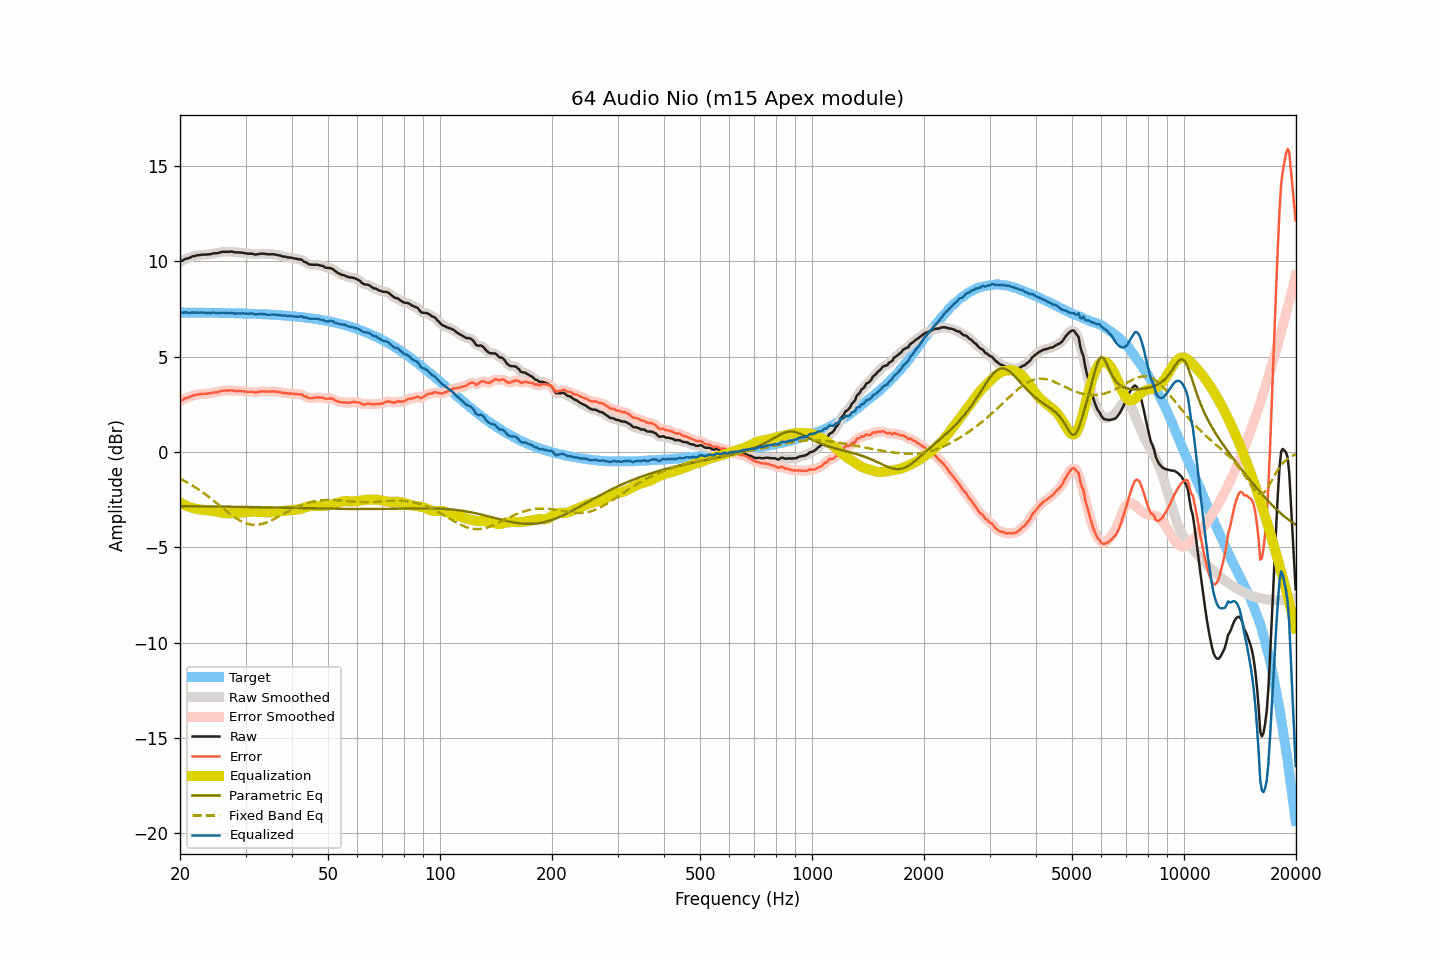 64 Audio Nio (m15 Apex module)
Amplitude (dBr)
15
10
5
0
−5
−10
−15
−20
Target
Raw Smoothed
Error Smoothed
Raw
Error
Equalization
Parametric Eq
Fixed Band Eq
Equalized
20 50 100 200 500 1000 2000 5000 10000 20000
Frequency (Hz)